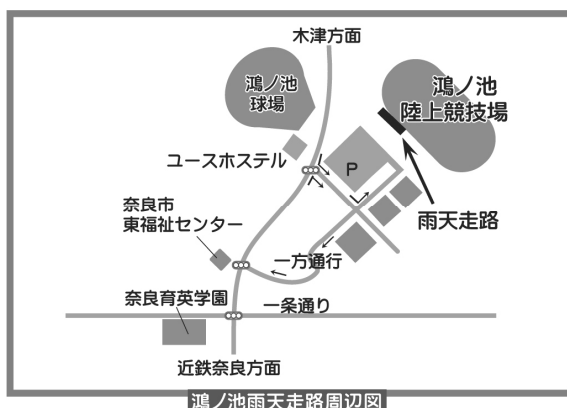 木津方面
鴻ノ池
球場
鴻ノ池
陸上競技場
ユースホステル
P
雨天走路
奈良市
東福祉センター
一方通行
奈良育英学園
一条通り
近鉄奈良方面
鴻ノ池雨天走路周辺図